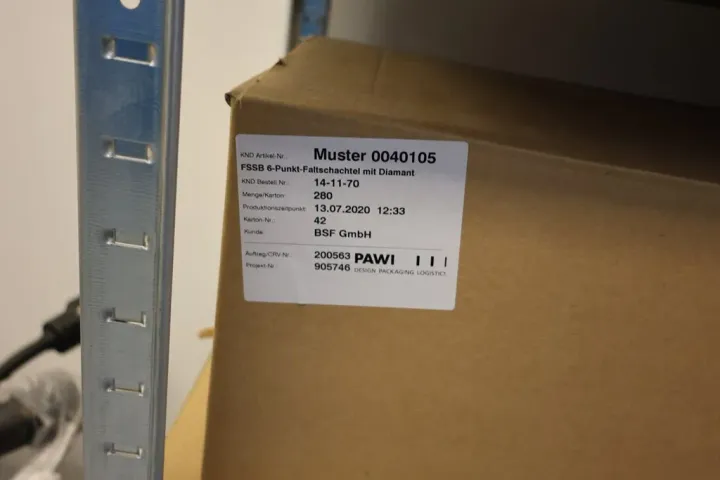 KND Artikel-Nr.: Muster 0040105
FSSB 6-Punkt-Faltschachtel mit Diamant
KND Bestell.Nr.: 14-11-70
Menge/Karton: 280
Produktionszeitpunkt: 13.07.2020 12:33
Karton-Nr.: 42
Kunde: BSF GmbH
Auftrag/CRV.Nr.: 200563 PAWI
Projekt-Nr. 905746 DESIGN PACKAGING LOGISTICS